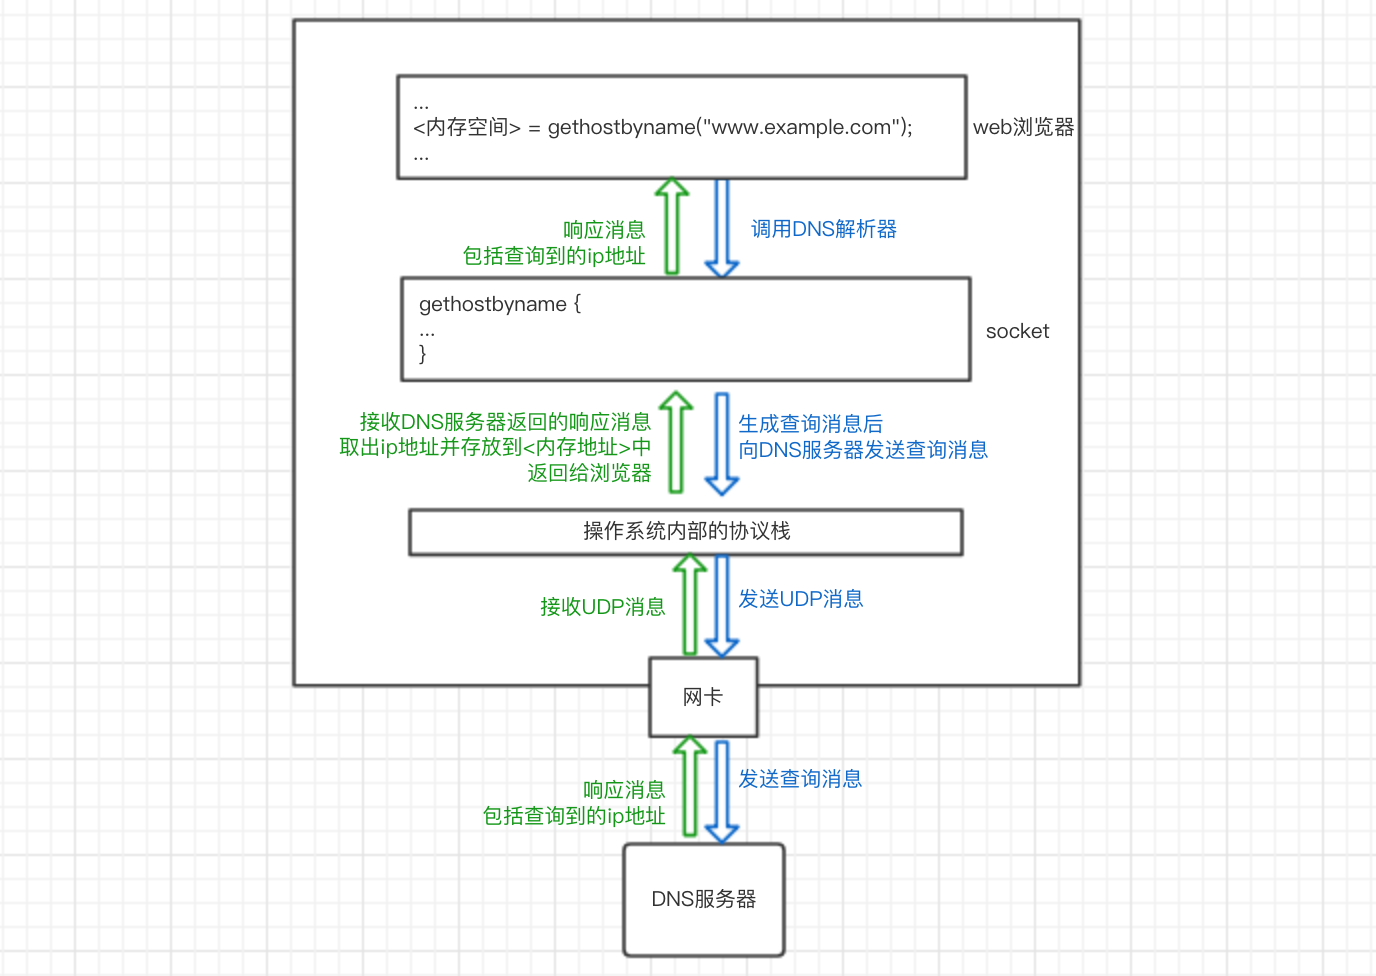 ...
<内存空间> = gethostbyname("www.example.com");
...
web浏览器
响应消息
包括查询到的ip地址
调用DNS解析器
gethostbyname {
...
}
socket
接收DNS服务器返回的响应消息
取出ip地址并存放到<内存地址>中
返回给浏览器
生成查询消息后
向DNS服务器发送查询消息
操作系统内部的协议栈
接收UDP消息
发送UDP消息
网卡
响应消息
包括查询到的ip地址
发送查询消息
DNS服务器